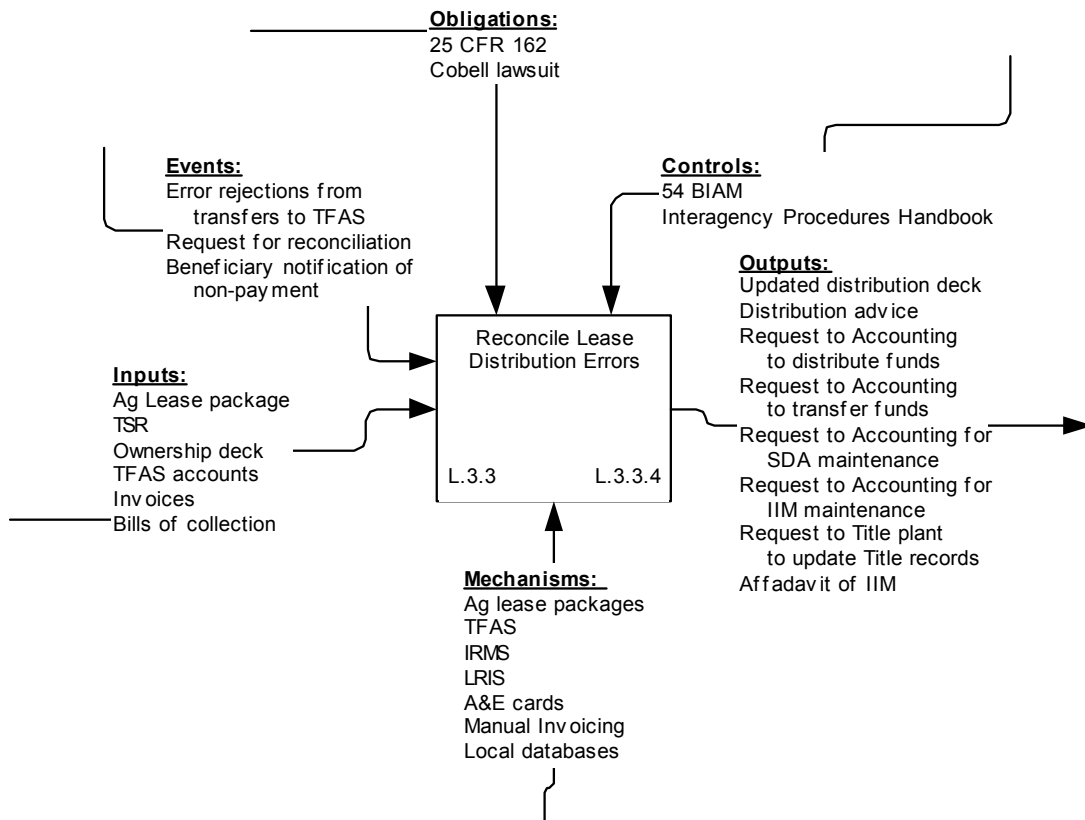 Obligations:
25 CFR 162
Cobell lawsuit
Events:
Error rejections from
transfers to TFAS
Request for reconciliation
Beneficiary notification of
non-payment
Controls:
54 BIAM
Interagency Procedures Handbook
Inputs:
Ag Lease package
TSR
Ownership deck
TFAS accounts
Invoices
Bills of collection
Reconcile Lease
Distribution Errors
L.3.3
L.3.3.4
Outputs:
Updated distribution deck
Distribution advice
Request to Accounting
to distribute funds
Request to Accounting
to transfer funds
Request to Accounting for
SDA maintenance
Request to Accounting for
IIM maintenance
Request to Title plant
to update Title records
Affadavit of IIM
Mechanisms:
Ag lease packages
TFAS
IRMS
LRIS
A&E cards
Manual Invoicing
Local databases